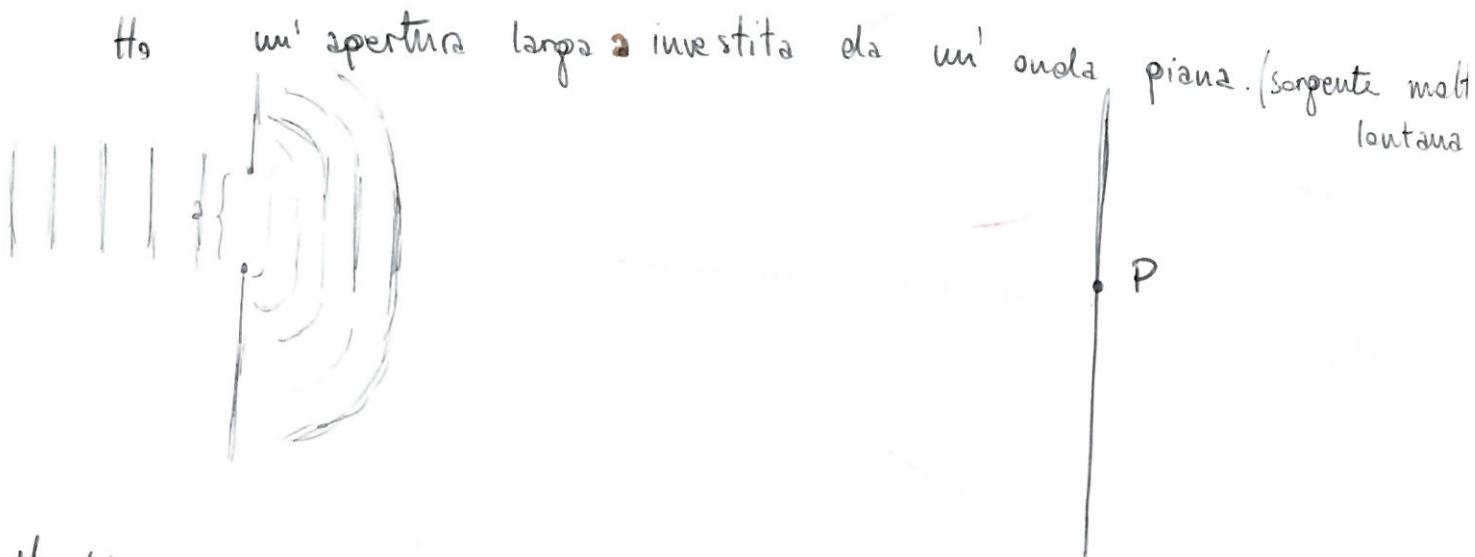 Ho un' apertura larga a investita da un' onda piana. (sorgente molt
lontana
a
P